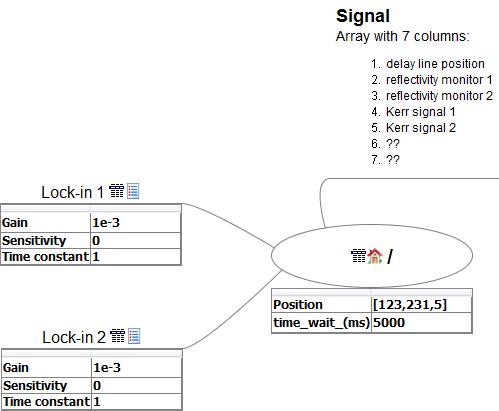 Signal
Array with 7 columns:
1. delay line position
2. reflectivity monitor 1
3. reflectivity monitor 2
4. Kerr signal 1
5. Kerr signal 2
6. ??
7. ??
Lock-in 1
Gain 1e-3
Sensitivity 0
Time constant 1
/
Position [123,231,5]
time_wait_(ms) 5000
Lock-in 2
Gain 1e-3
Sensitivity 0
Time constant 1